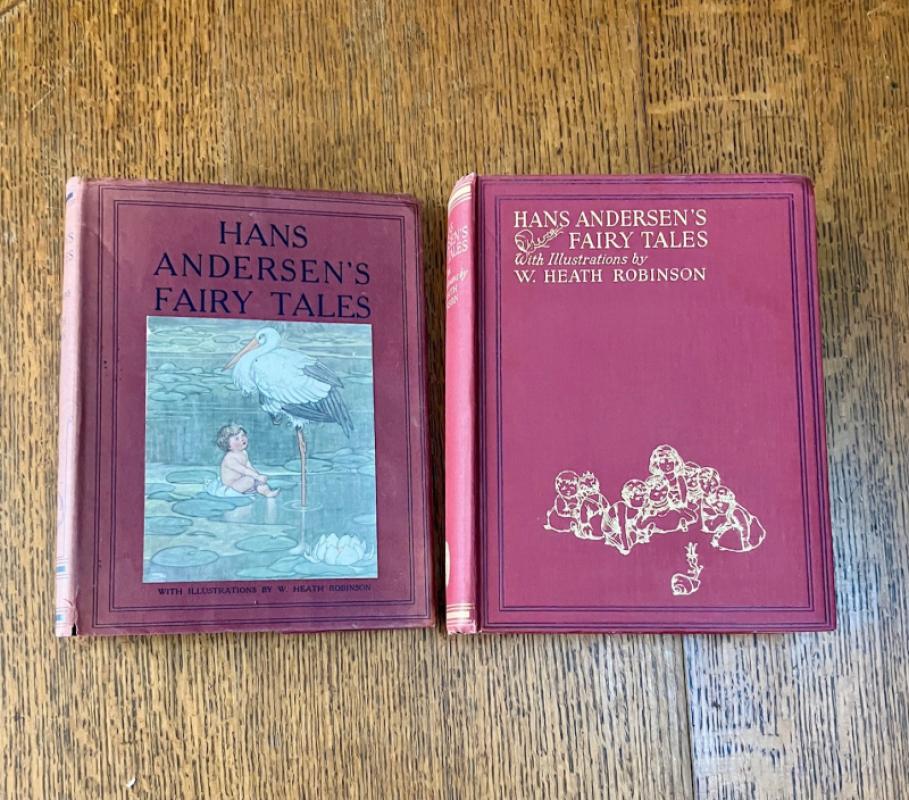 HANS
ANDERSEN'S
FAIRY TALES
WITH ILLUSTRATIONS BY W. HEATH ROBINSON
HANS ANDERSEN'S
FAIRY TALES
With Illustrations by
W. HEATH ROBINSON